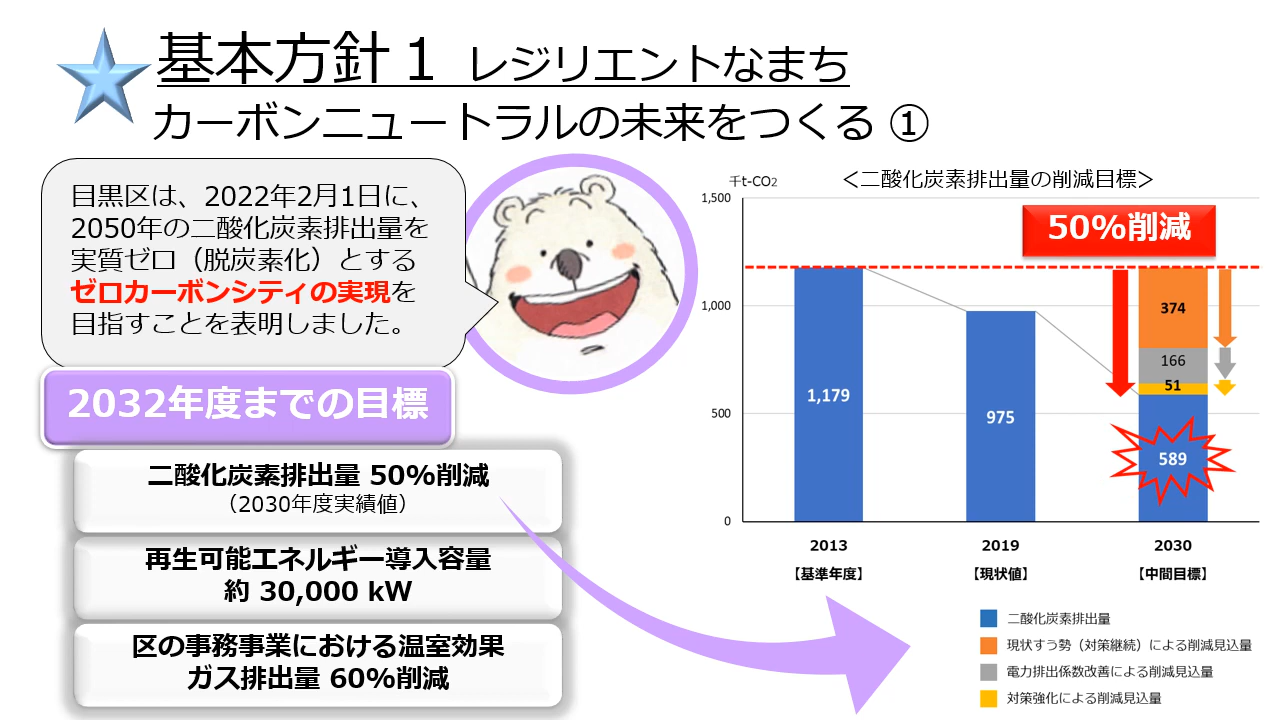 基本方針１ レジリエントなまち
カーボンニュートラルの未来をつくる ①
目黒区は、2022年2月1日に、
2050年の二酸化炭素排出量を
実質ゼロ（脱炭素化）とする
ゼロカーボンシティの実現を
目指すことを表明しました。
2032年度までの目標
二酸化炭素排出量 50%削減
（2030年度実績値）
再生可能エネルギー導入容量
約 30,000 kW
区の事務事業における温室効果
ガス排出量 60%削減
千t-CO2
＜二酸化炭素排出量の削減目標＞
50%削減
1,500
1,000
500
0
1,179
975
374
166
51
589
2013
2019
2030
【基準年度】
【現状値】
【中間目標】
二酸化炭素排出量
現状すう勢（対策継続）による削減見込量
電力排出係数改善による削減見込量
対策強化による削減見込量